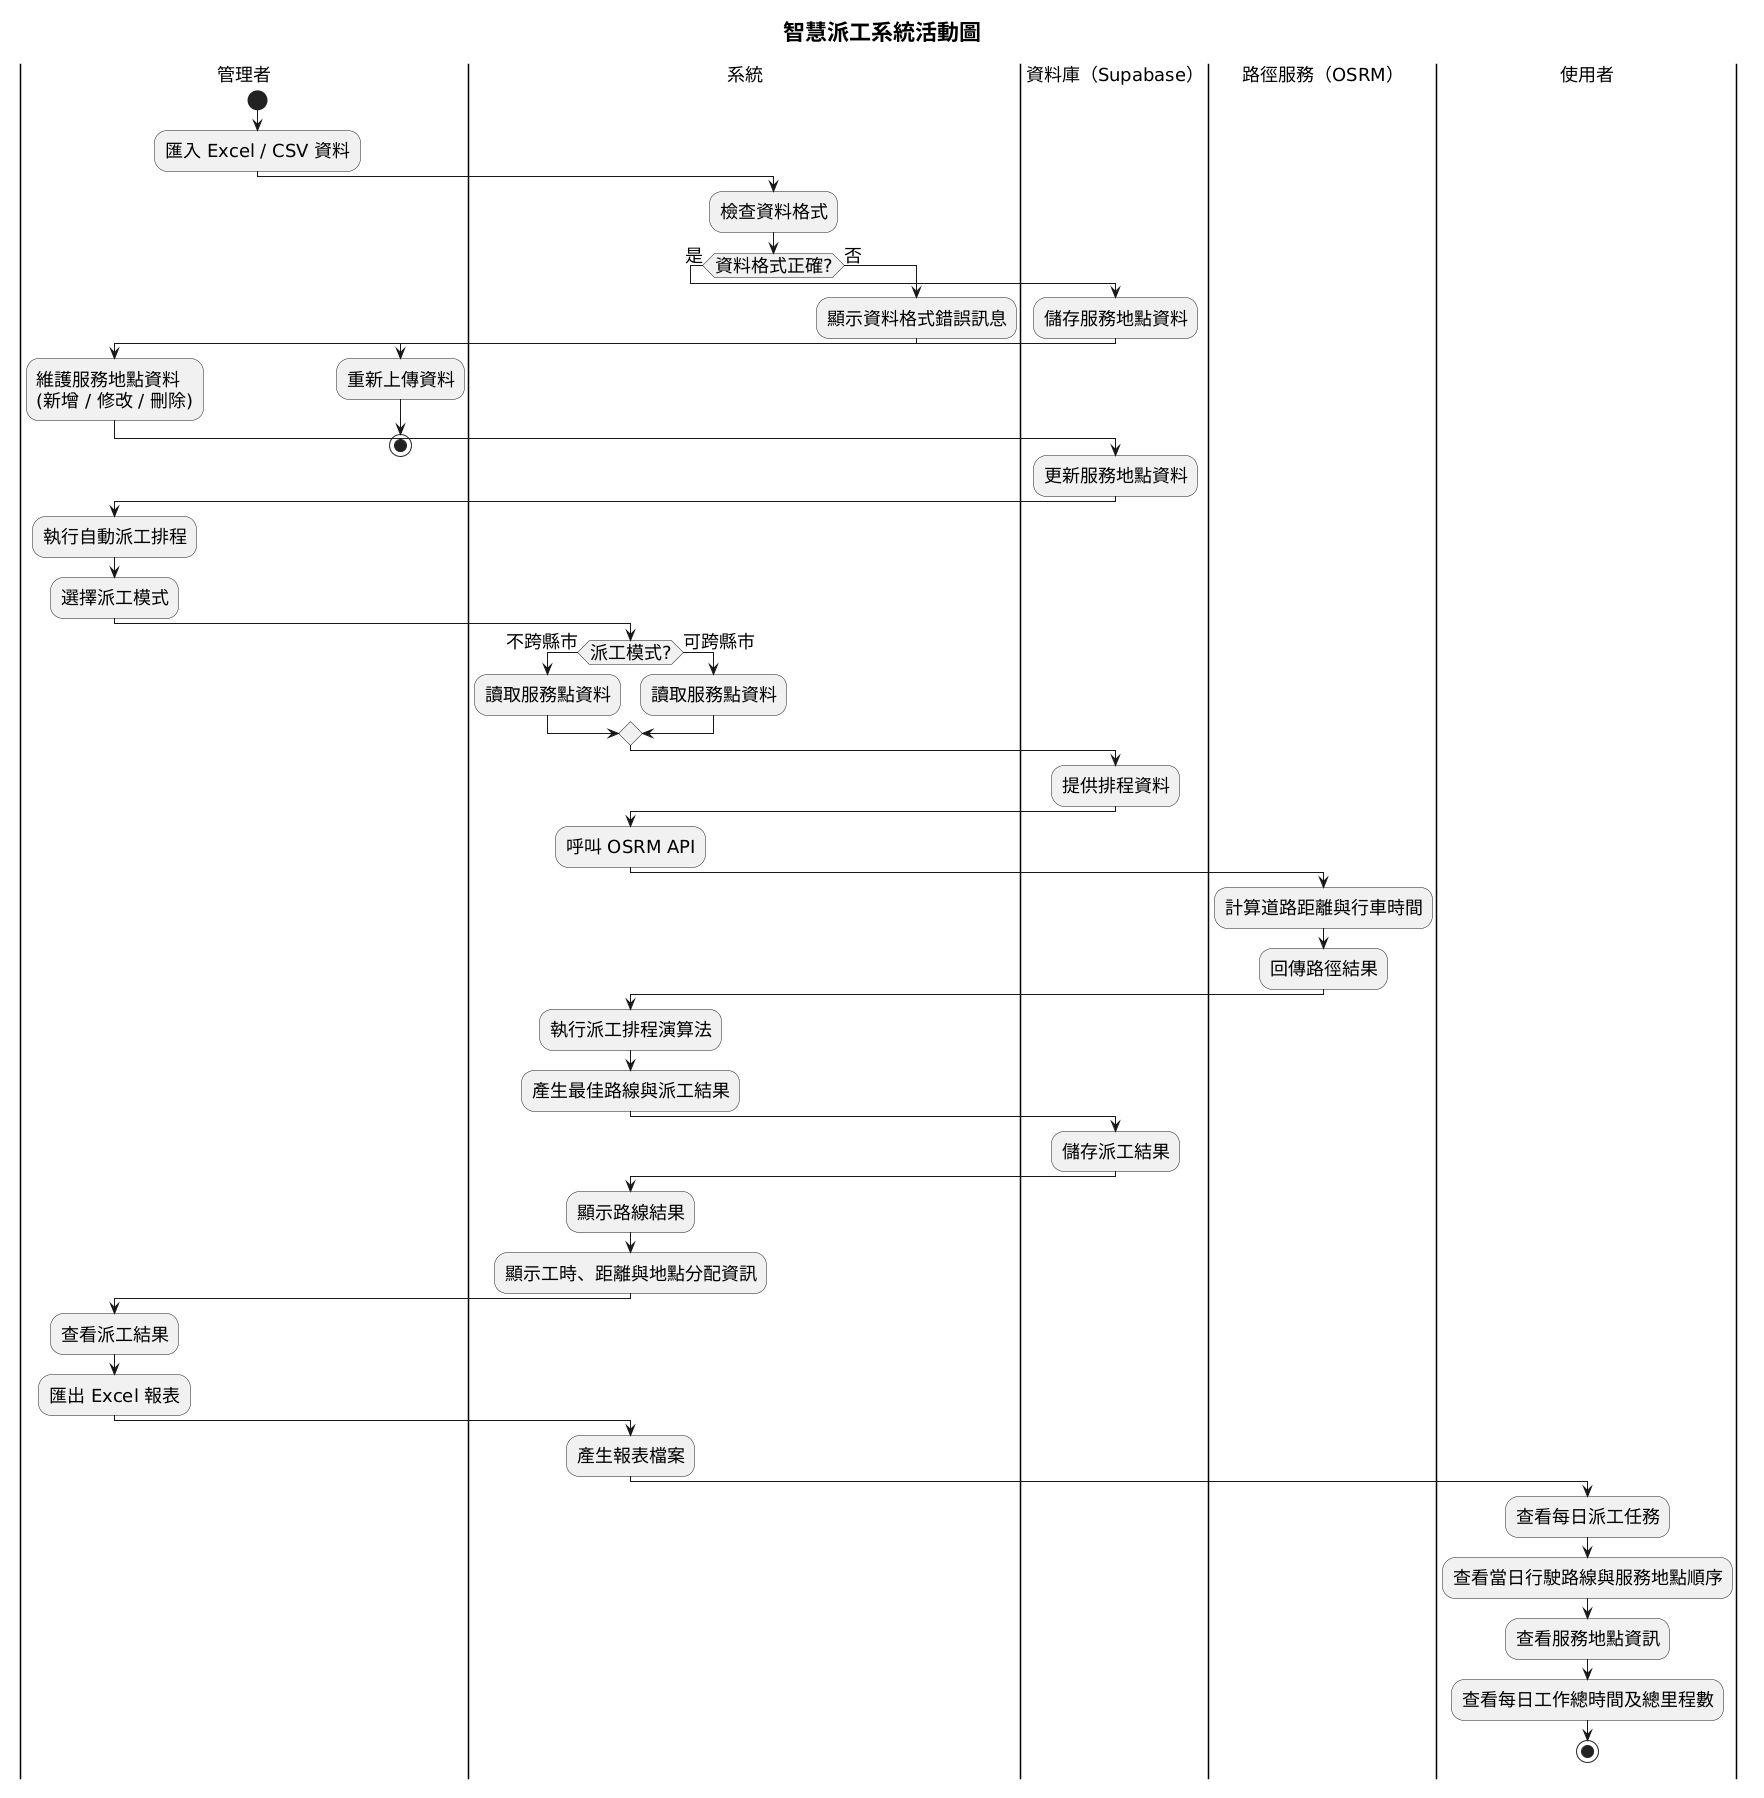 智慧派工系統活動圖
管理者
系統
資料庫（Supabase）
路徑服務（OSRM）
使用者
匯入 Excel / CSV 資料
檢查資料格式
是
資料格式正確?
否
顯示資料格式錯誤訊息
儲存服務地點資料
維護服務地點資料
(新增 / 修改 / 刪除)
重新上傳資料
更新服務地點資料
執行自動派工排程
選擇派工模式
不跨縣市
派工模式?
可跨縣市
讀取服務點資料
讀取服務點資料
提供排程資料
呼叫 OSRM API
計算道路距離與行車時間
回傳路徑結果
執行派工排程演算法
產生最佳路線與派工結果
儲存派工結果
顯示路線結果
顯示工時、距離與地點分配資訊
查看派工結果
匯出 Excel 報表
產生報表檔案
查看每日派工任務
查看當日行駛路線與服務地點順序
查看服務地點資訊
查看每日工作總時間及總里程數